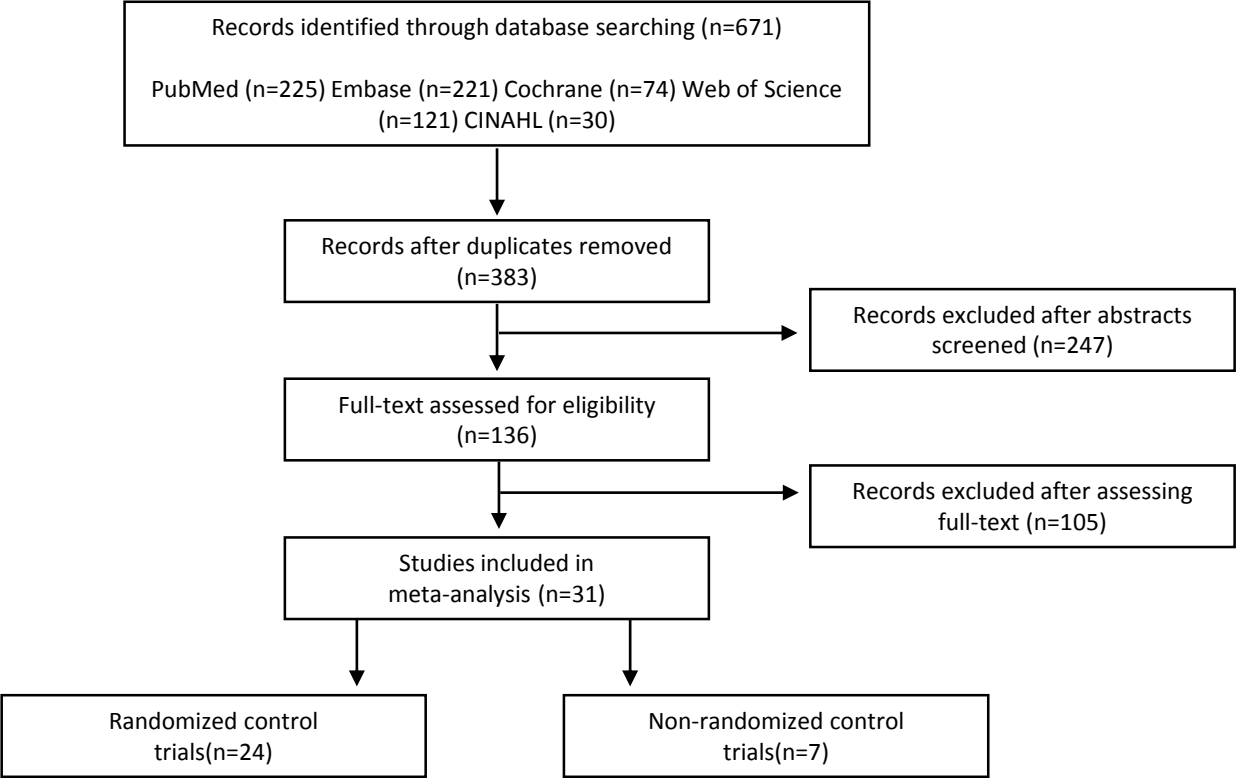 Records identified through database searching (n=671)
PubMed (n=225) Embase (n=221) Cochrane (n=74) Web of Science
(n=121) CINAHL (n=30)
Records after duplicates removed
(n=383)
Records excluded after abstracts
screened (n=247)
Full-text assessed for eligibility
(n=136)
Records excluded after assessing
full-text (n=105)
Studies included in
meta-analysis (n=31)
Randomized control
trials(n=24)
Non-randomized control
trials(n=7)